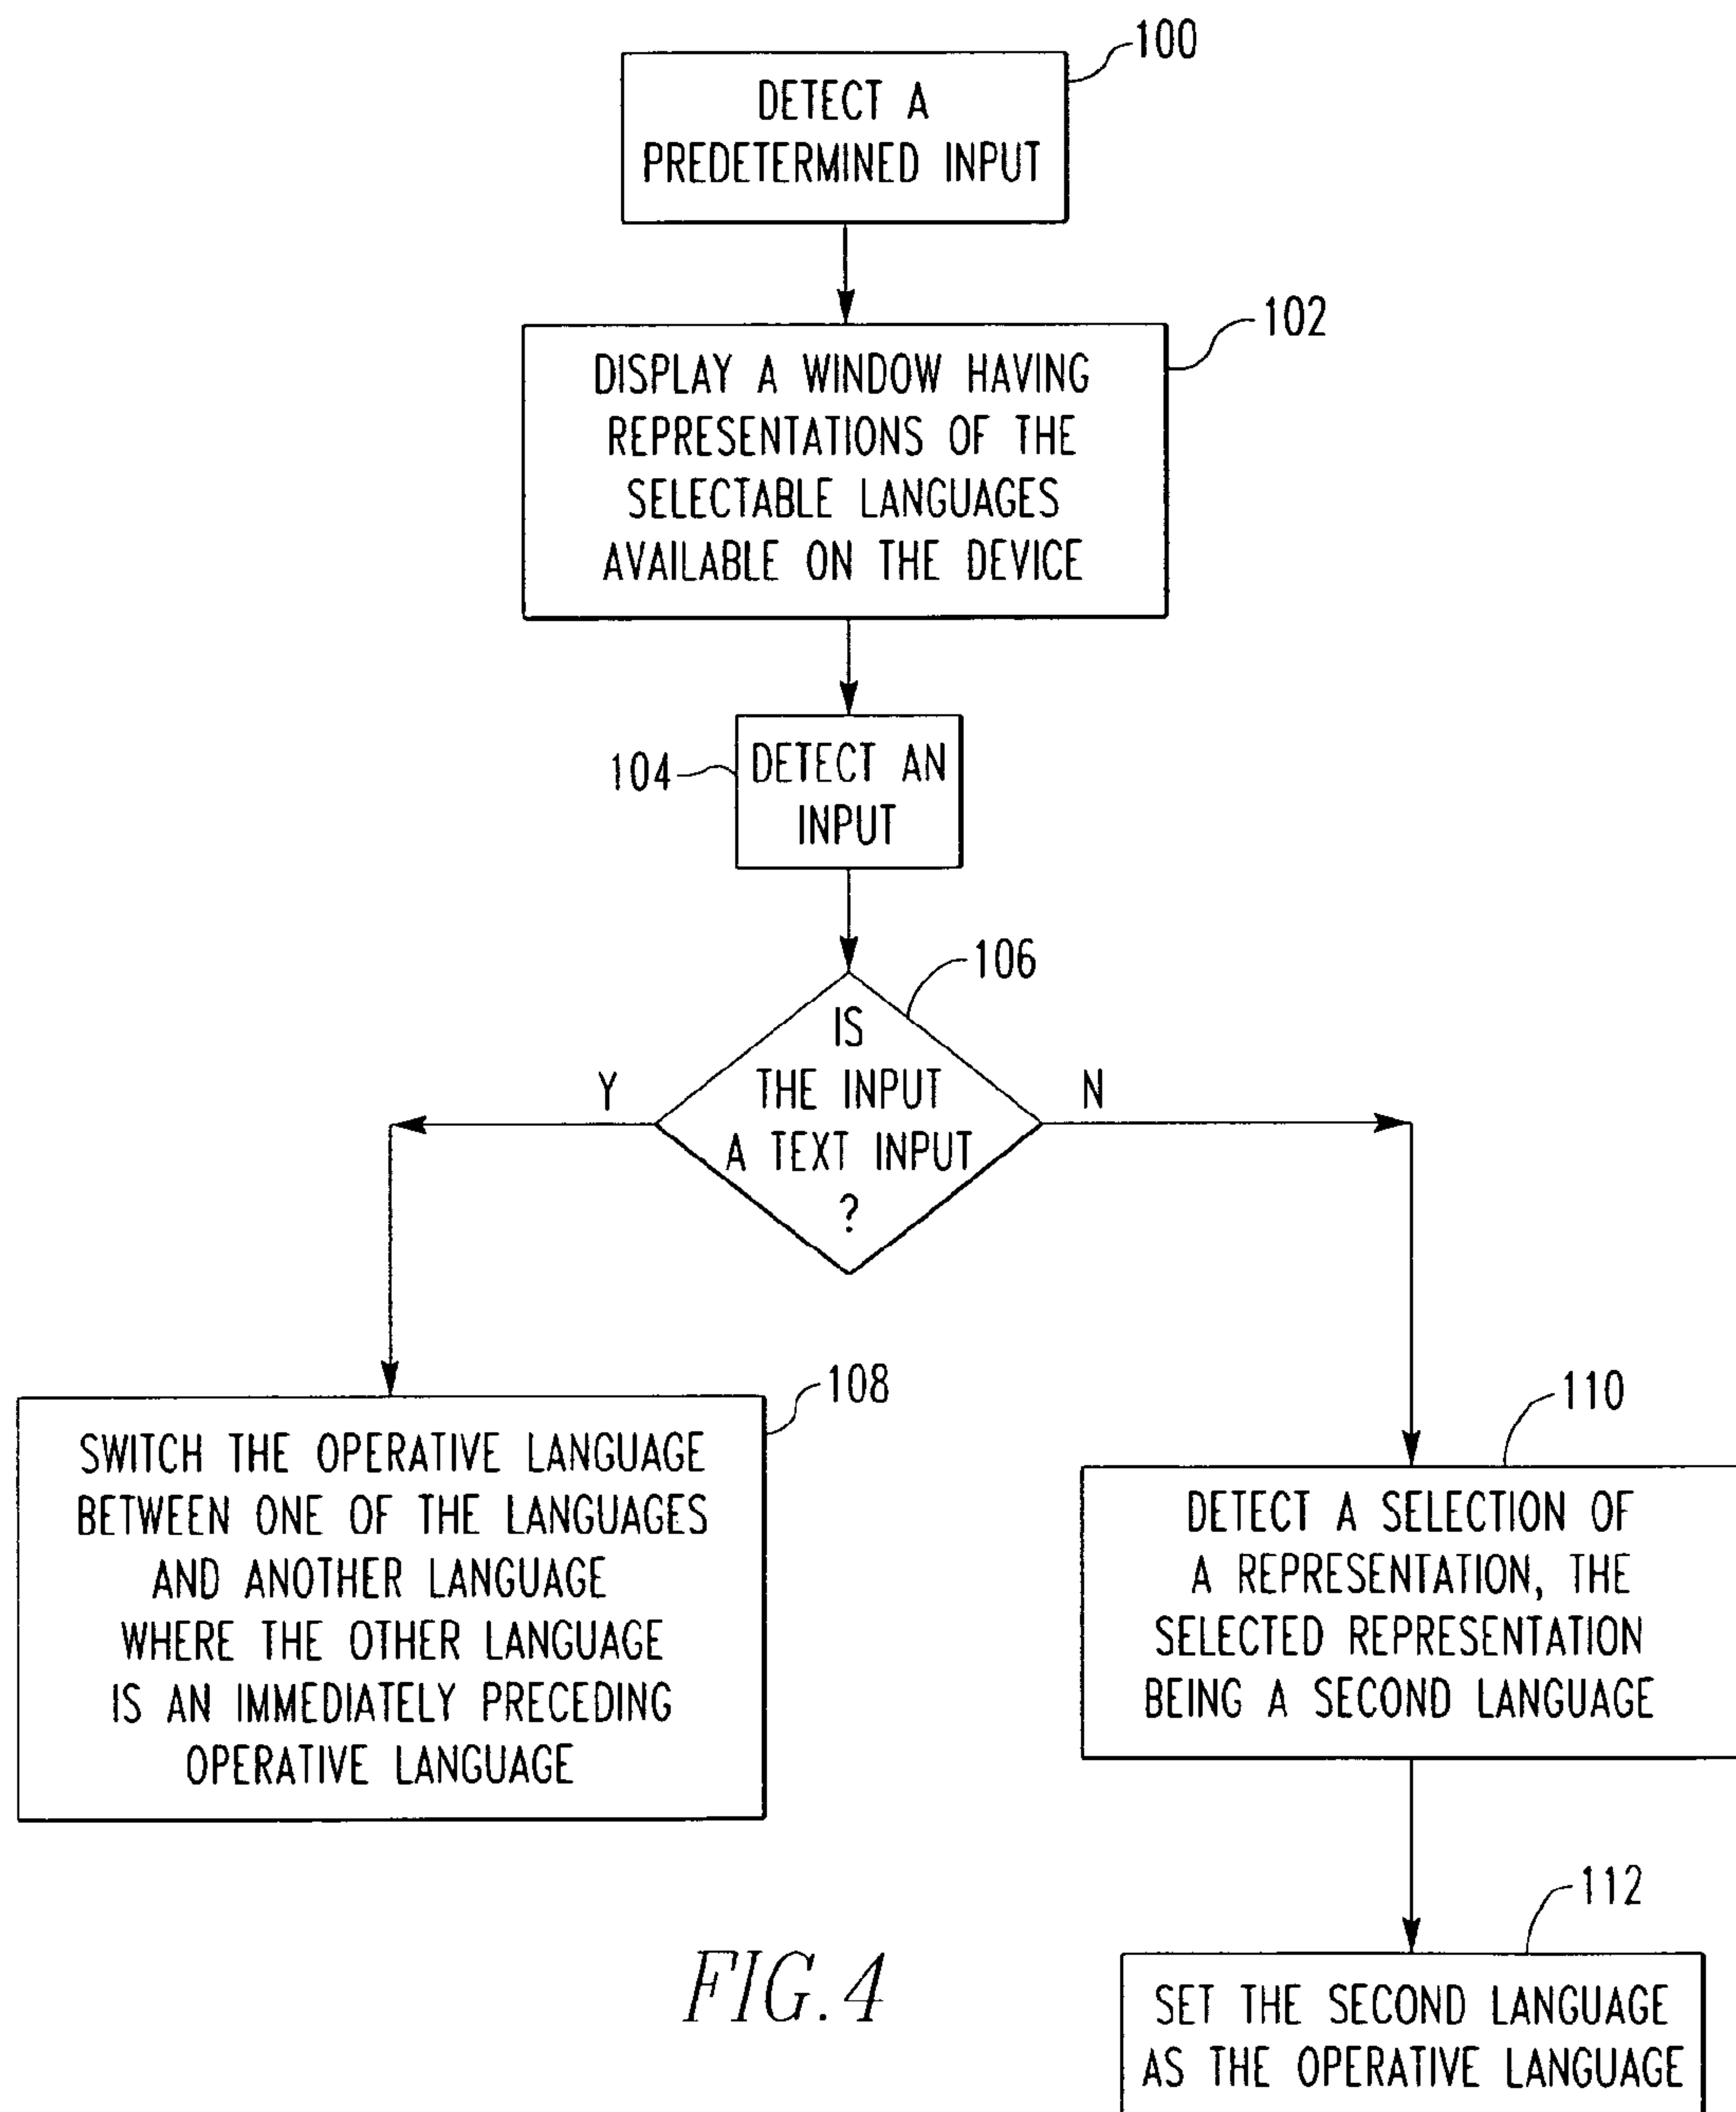 100
DETECT A
PREDETERMINED INPUT
102
DISPLAY A WINDOW HAVING
REPRESENTATIONS OF THE
SELECTABLE LANGUAGES
AVAILABLE ON THE DEVICE
104
DETECT AN
INPUT
106
IS
THE INPUT
A TEXT INPUT
?
Y
N
108
SWITCH THE OPERATIVE LANGUAGE
BETWEEN ONE OF THE LANGUAGES
AND ANOTHER LANGUAGE
WHERE THE OTHER LANGUAGE
IS AN IMMEDIATELY PRECEDING
OPERATIVE LANGUAGE
110
DETECT A SELECTION OF
A REPRESENTATION, THE
SELECTED REPRESENTATION
BEING A SECOND LANGUAGE
112
SET THE SECOND LANGUAGE
AS THE OPERATIVE LANGUAGE
FIG. 4